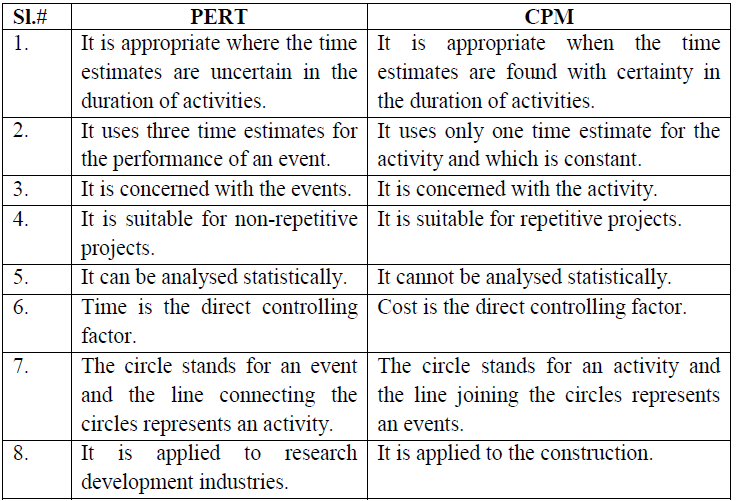 Sl.# PERT CPM
1. It is appropriate where the time It is appropriate when the time
estimates are uncertain in the estimates are found with certainty in
duration of activities. the duration of activities.
2. It uses three time estimates for It uses only one time estimate for the
the performance of an event. activity and which is constant.
3. It is concerned with the events. It is concerned with the activity.
4. It is suitable for non-repetitive It is suitable for repetitive projects.
projects.
5. It can be analysed statistically. It cannot be analysed statistically.
6. Time is the direct controlling Cost is the direct controlling factor.
factor.
7. The circle stands for an event The circle stands for an activity and
and the line connecting the the line joining the circles represents
circles represents an activity. an events.
8. It is applied to research It is applied to the construction.
development industries.